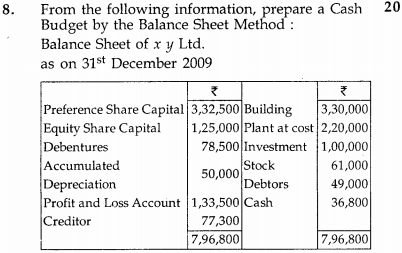 8. From the following information, prepare a Cash 20
Budget by the Balance Sheet Method :
Balance Sheet of x y Ltd.
as on 31st December 2009
₹ ₹
Preference Share Capital 3,32,500 Building 3,30,000
Equity Share Capital 1,25,000 Plant at cost 2,20,000
Debentures 78,500 Investment 1,00,000
Accumulated Depreciation 50,000 Stock 61,000
Debtors 49,000
Profit and Loss Account 1,33,500 Cash 36,800
Creditor 77,300
7,96,800 7,96,800